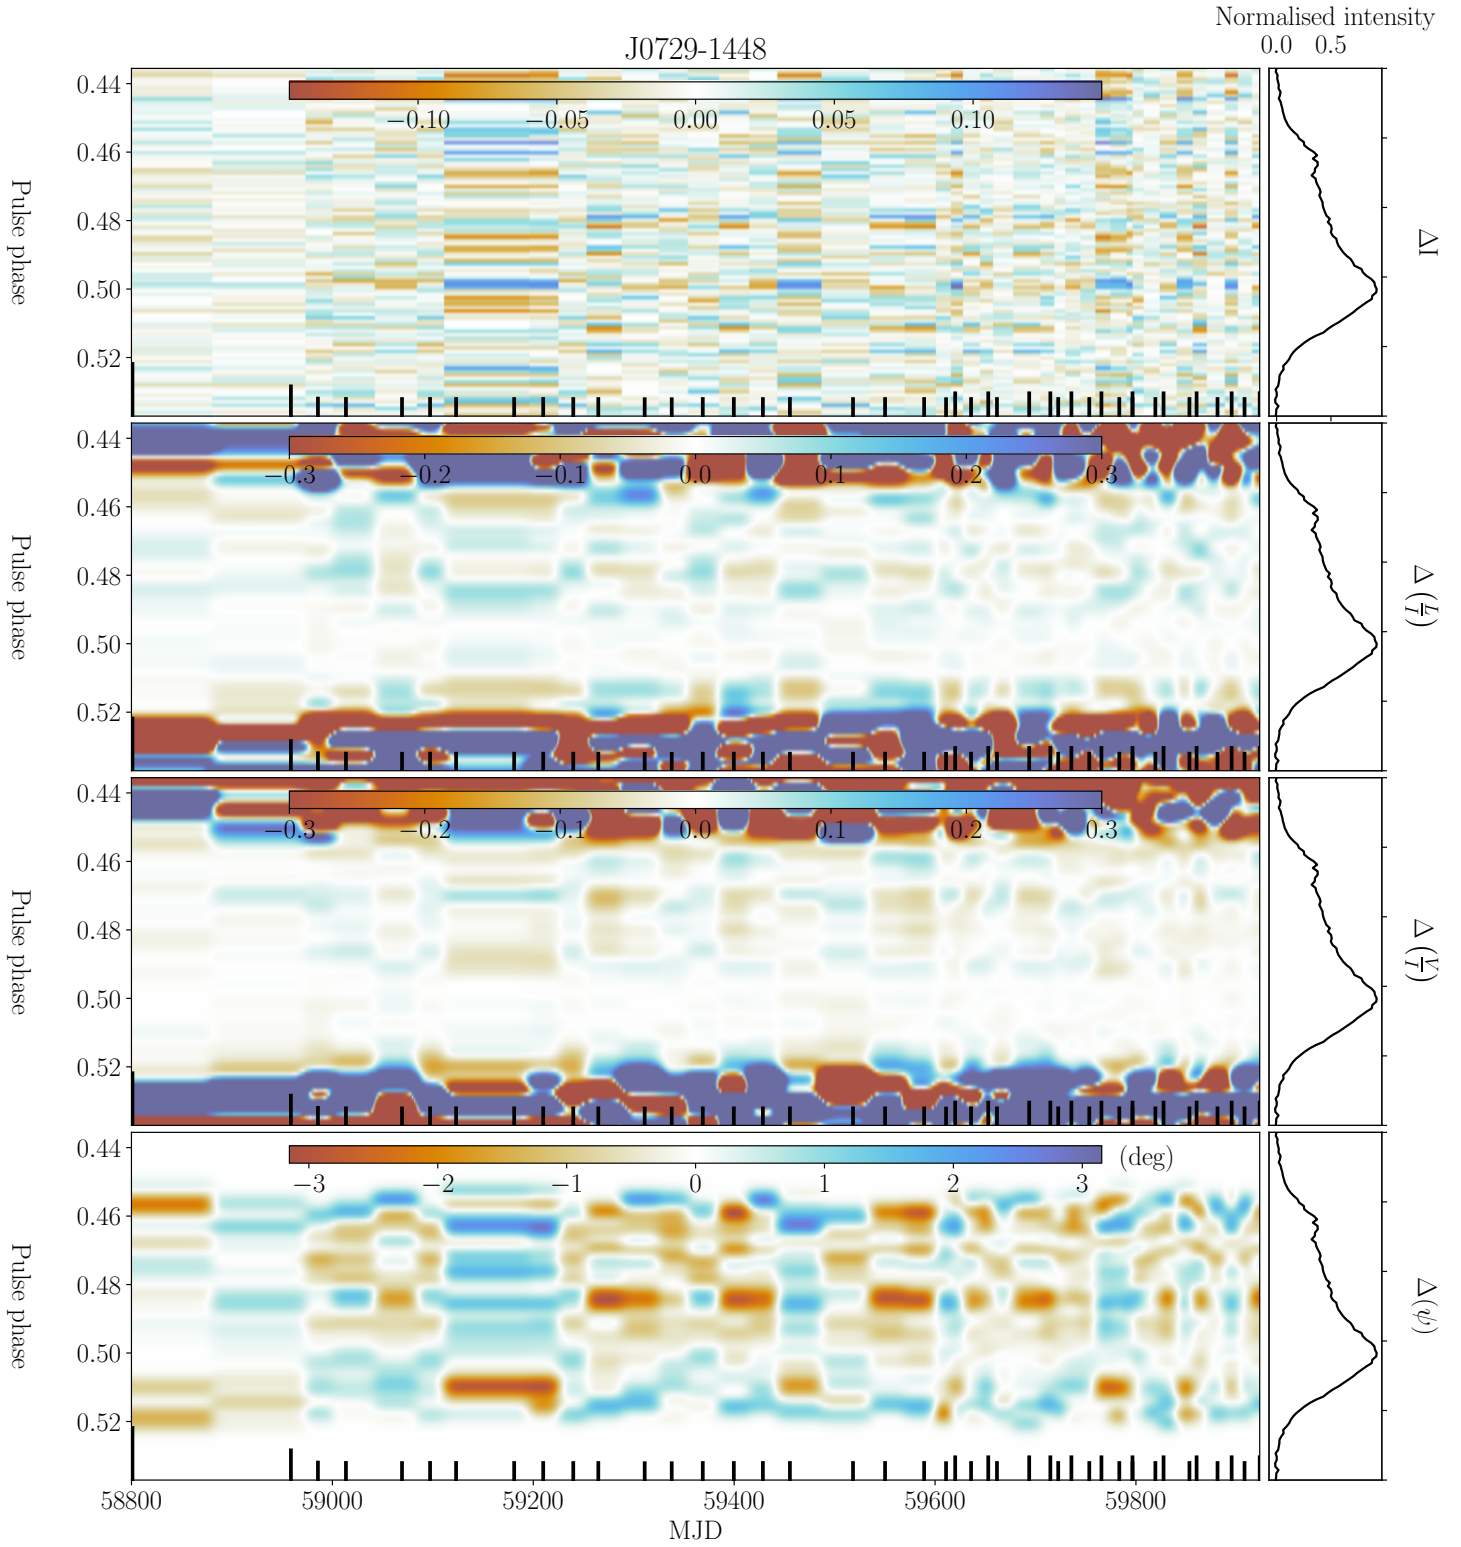 Normalised intensity
0.0 0.5
J0729-1448
0.44
0.46
0.48
0.50
0.52
Pulse phase
−0.10 −0.05 0.00 0.05 0.10
ΔI
0.44
0.46
0.48
0.50
0.52
Pulse phase
−0.3 −0.2 −0.1 0.0 0.1 0.2 0.3
Δ (L/I)
0.44
0.46
0.48
0.50
0.52
Pulse phase
−0.3 −0.2 −0.1 0.0 0.1 0.2 0.3
Δ (V/I)
0.44
0.46
0.48
0.50
0.52
Pulse phase
(deg)
−3 −2 −1 0 1 2 3
Δ(ψ)
58800 59000 59200 59400 59600 59800
MJD